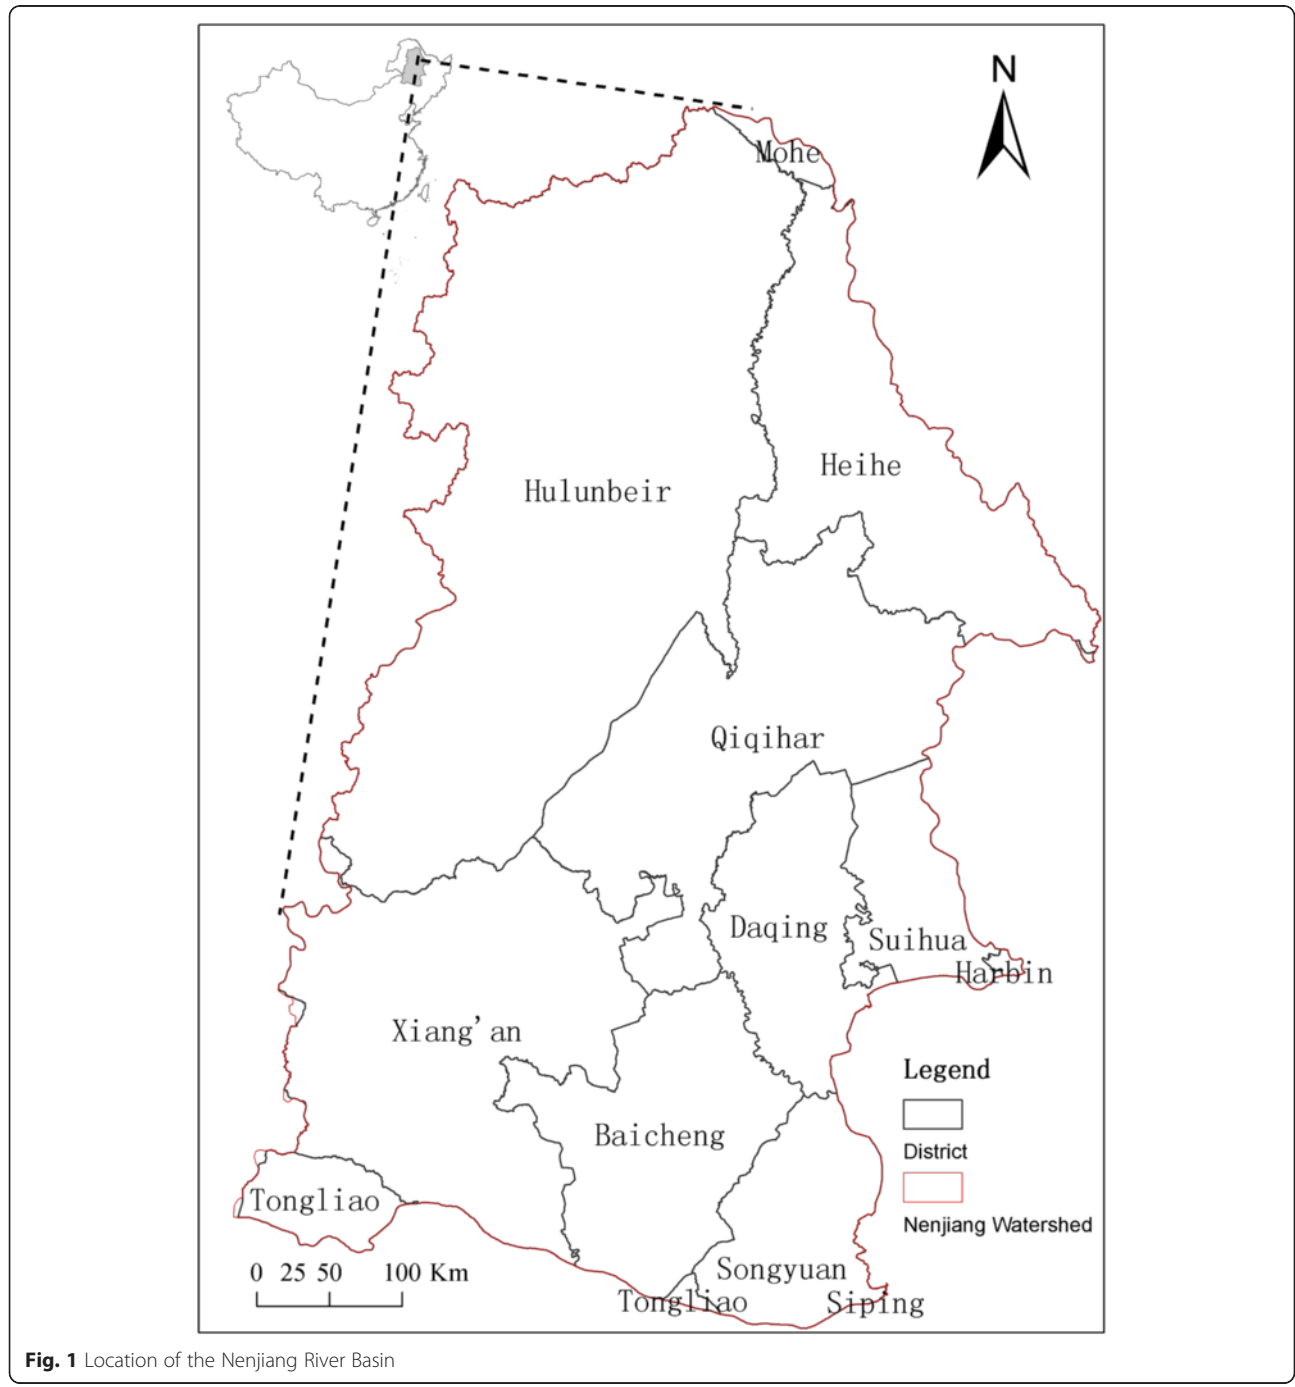 N
Mohe
Heihe
Hulunbeir
Qiqihar
Daqing
Suihua
Harbin
Xiang'an
Legend
District
Nenjiang Watershed
Baicheng
Tongliao
0 25 50 100 Km
Songyuan
Tongliao
Siping
Fig. 1 Location of the Nenjiang River Basin